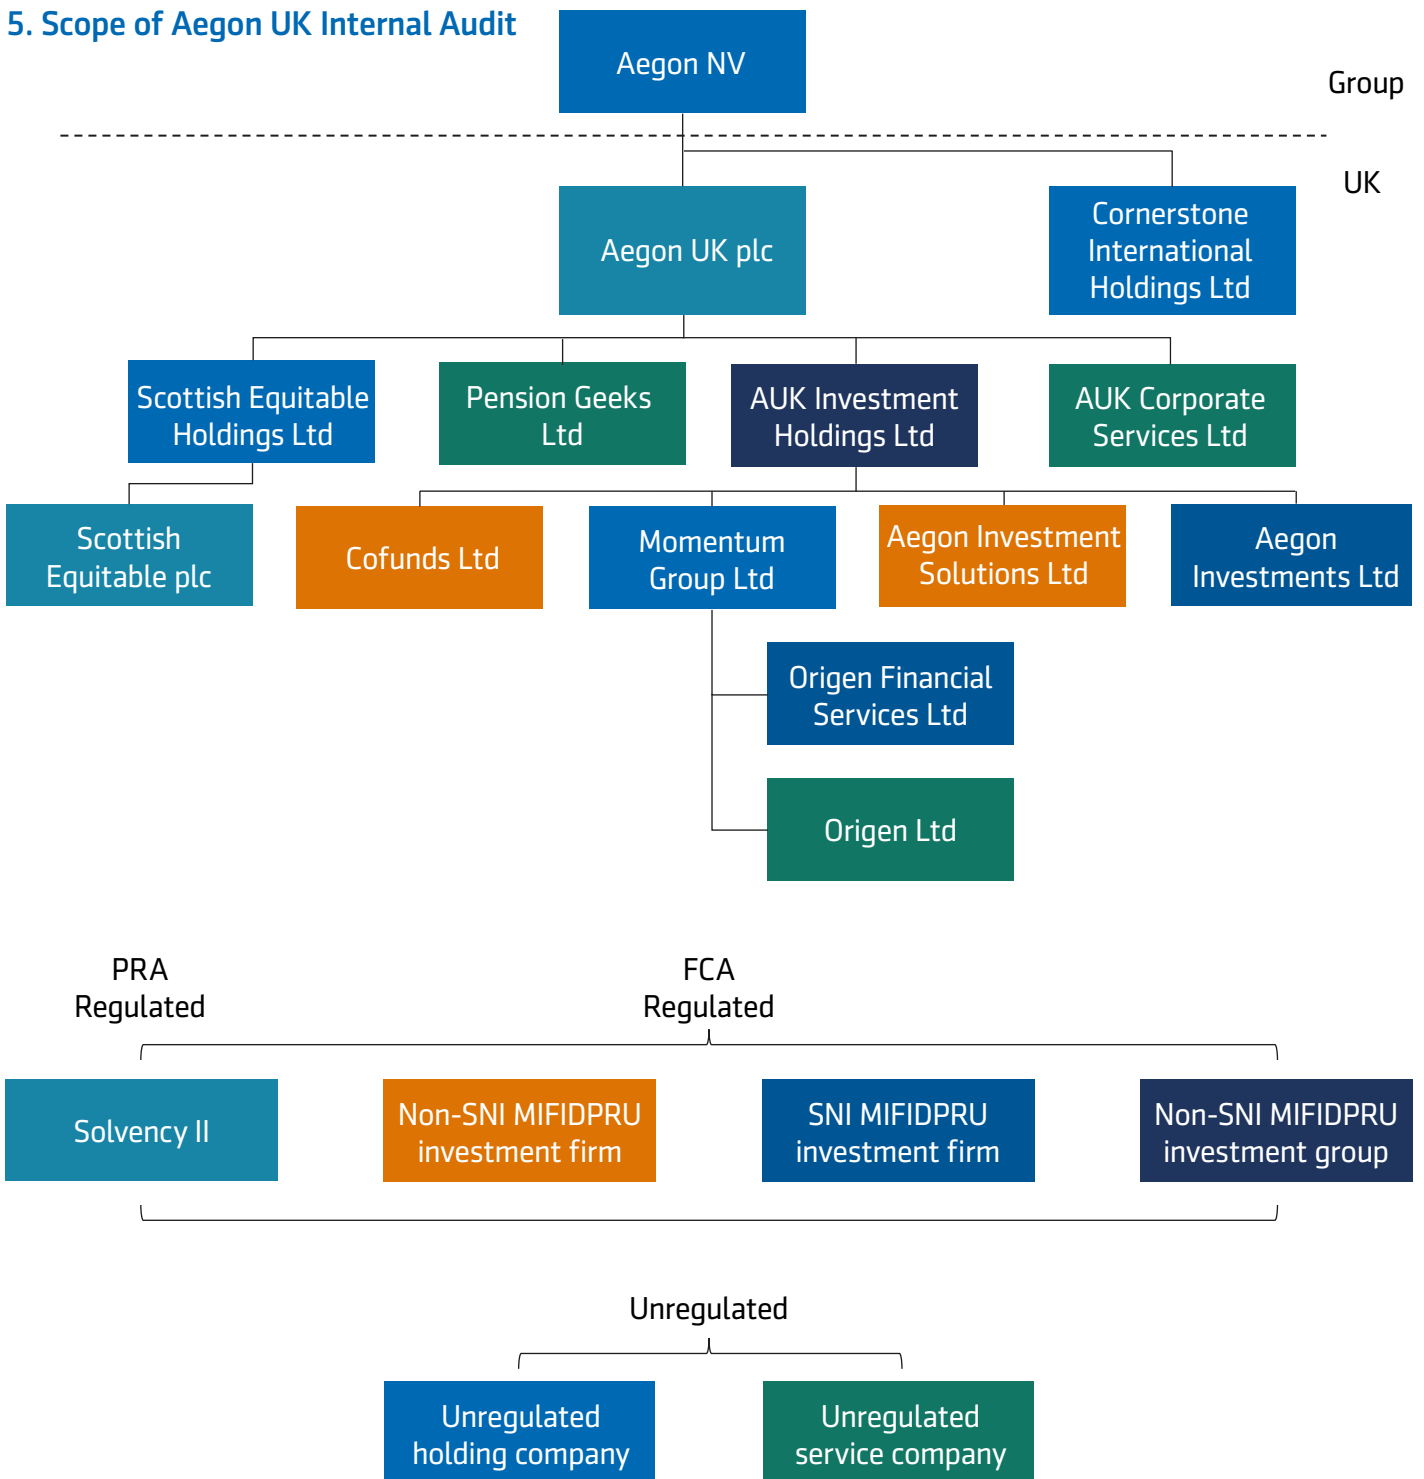 5. Scope of Aegon UK Internal Audit
Aegon NV
Group
UK
Aegon UK plc
Cornerstone
International
Holdings Ltd
Scottish Equitable
Holdings Ltd
Pension Geeks
Ltd
AUK Investment
Holdings Ltd
AUK Corporate
Services Ltd
Scottish
Equitable plc
Cofunds Ltd
Momentum
Group Ltd
Aegon Investment
Solutions Ltd
Aegon
Investments Ltd
Origen Financial
Services Ltd
Origen Ltd
PRA
Regulated
FCA
Regulated
Solvency II
Non-SNI MIFIDPRU
investment firm
SNI MIFIDPRU
investment firm
Non-SNI MIFIDPRU
investment group
Unregulated
Unregulated
holding company
Unregulated
service company